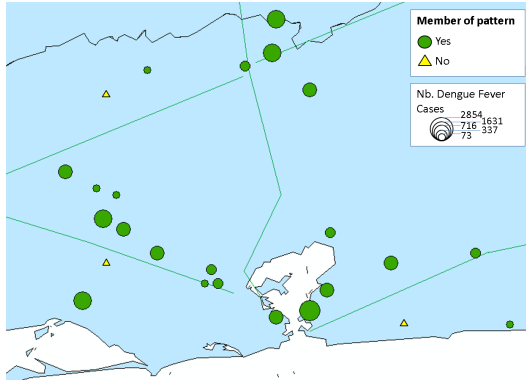 Member of pattern
Yes
No
Nb. Dengue Fever
Cases
2854
1631
716
337
73